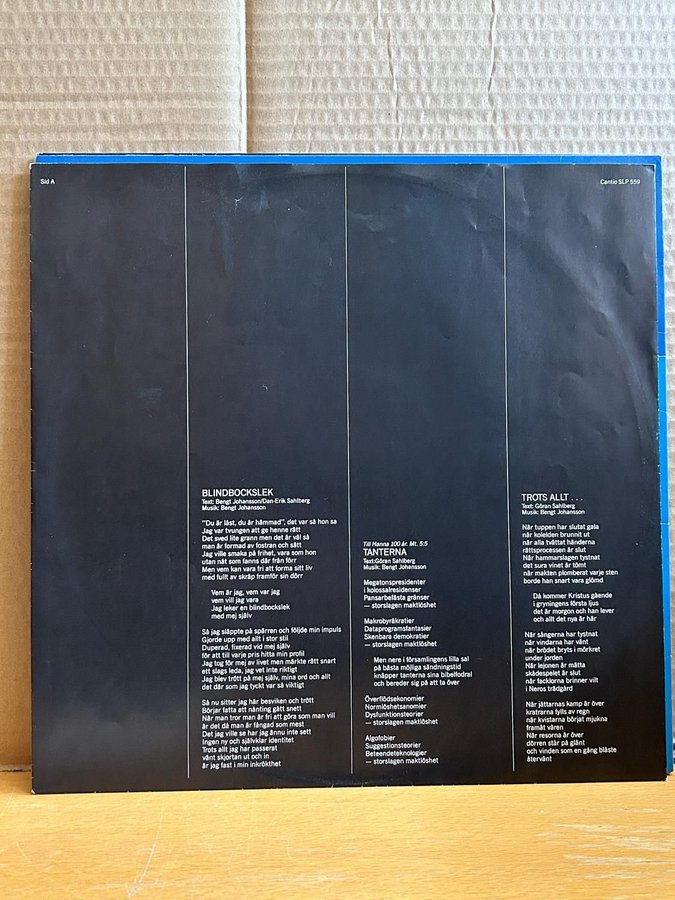 Sid A
Cantio SLP 559
BLINDBOCKSLEK
Text: Bengt Johansson/Dan-Erik Sahlberg
Musik: Bengt Johansson
"Du är låst, du är hämmad", det var så hon sa
Jag var tvungen att ge henne rätt
Det sved lite grann men det är väl så
man är formad av fostran och sätt
Jag ville smaka på frihet, vara som hon
utan nåt som fanns där från förr
Men vem kan vara fri att forma sitt liv
med fullt av skräp framför sin dörr
Vem är jag, vem var jag
vem vill jag vara
Jag leker en blindbockslek
med mej själv
Så jag släppte på spärren och följde min impuls
Gjorde upp med allt i stor stil
Duperad, fixerad vid mej själv
för att till varje pris hitta min profil
Jag tog för mej av livet men märkte rätt snart
ett slags leda, jag vet inte riktigt
Jag blev trött på mej själv, mina ord och allt
det där som jag tyckt var så viktigt
Så nu sitter jag här besviken och trött
Börjar fatta att nånting gått snett
När man tror man är fri att göra som man vill
är det då man är fångad som mest
Det jag ville se har jag ännu inte sett
Ingen ny och självklar identitet
Trots allt jag har passerat
vänt skjortan ut och in
är jag fast i min inkrökthet
Till Hanna 100 år. Mt. 5:5
TANTERNA
Text:Göran Sahlberg
Musik: Bengt Johansson
Megatonspresidenter
i kolossalresidenser
Pansarbefästa gränser
— storslagen maktlöshet
Makrobyråkratier
Dataprogramsfantasier
Skenbara demokratier
— storslagen maktlöshet
Men nere i församlingens lilla sal
på bästa möjliga sändningstid
knäpper tanterna sina bibelfodral
och bereder sig på att ta över
Överflödsekonomier
Normlöshetsanomier
Dysfunktionsteorier
— storslagen maktlöshet
Algofobier
Suggestionsteorier
Beteendeteknologier
— storslagen maktlöshet
TROTS ALLT . . .
Text: Göran Sahlberg
Musik: Bengt Johansson
När tuppen har slutat gala
när koleIden brunnit ut
när alla tvättat händerna
rättsprocessen är slut
När hammarslagen tystnat
det sura vinet är tömt
när makten plomberat varje sten
borde han snart vara glömd
Då kommer Kristus gående
i gryningens första ljus
det är morgon och han lever
och allt det nya är här
När sångerna har tystnat
när vindarna har vänt
när brödet bryts i mörkret
under jorden
När lejonen är mätta
skådespelet är slut
när facklorna brinner vilt
i Neros trädgård
När jättarnas kamp är över
kratrarna fylls av regn
när kvistarna börjat mjukna
framåt våren
När resorna är över
dörren står på glänt
och vinden som en gång blåste
återvänt